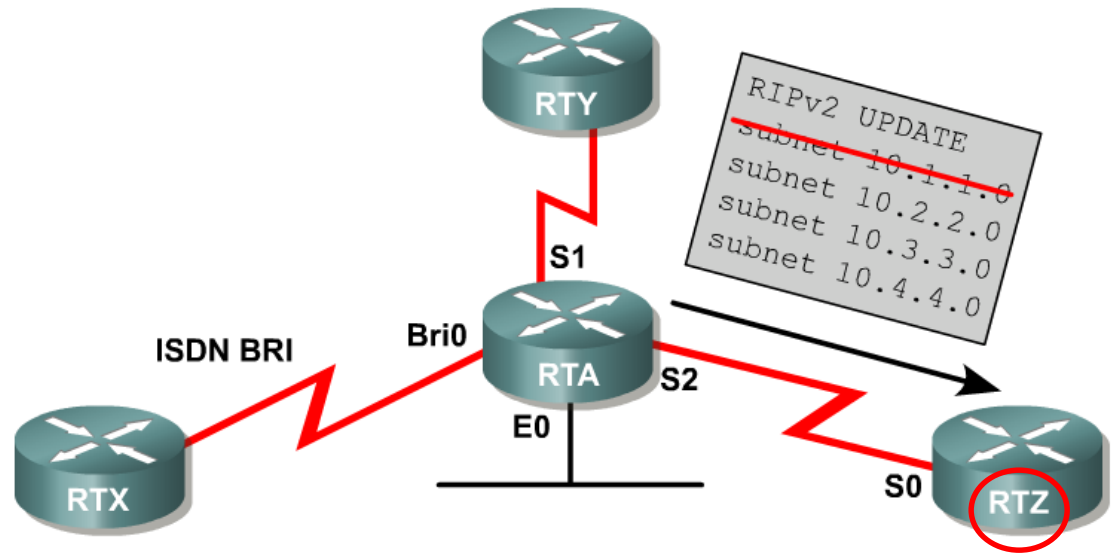 RTY
RIPv2 UPDATE
subnet 10.1.1.0
subnet 10.2.2.0
subnet 10.3.3.0
subnet 10.4.4.0
S1
ISDN BRI
Bri0
RTA
S2
E0
RTX
S0
RTZ